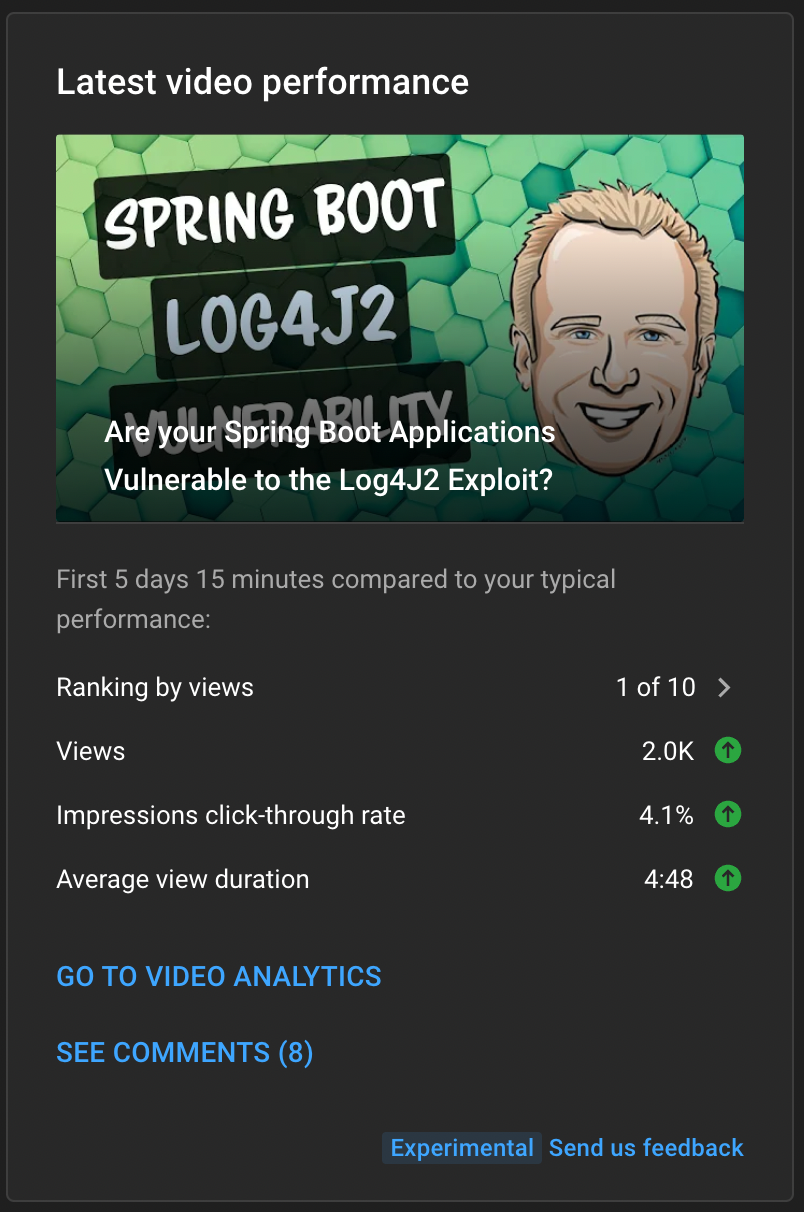 Latest video performance
SPRING BOOT
LOG4J2
VULNERABILITY
Are your Spring Boot Applications
Vulnerable to the Log4J2 Exploit?
First 5 days 15 minutes compared to your typical
performance:
Ranking by views 1 of 10
Views 2.0K
Impressions click-through rate 4.1%
Average view duration 4:48
GO TO VIDEO ANALYTICS
SEE COMMENTS (8)
Experimental Send us feedback